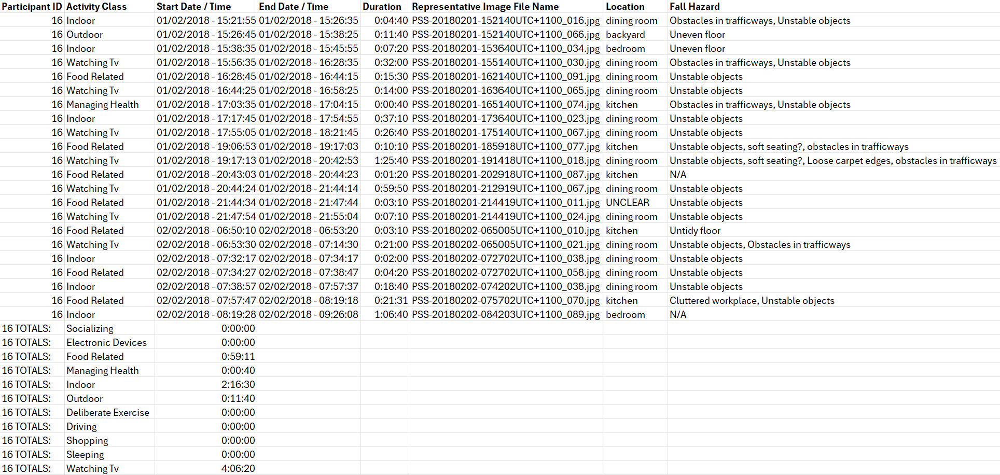 Participant ID Activity Class Start Date / Time End Date / Time Duration Representative Image File Name Location Fall Hazard
16 Indoor 01/02/2018 - 15:21:55 01/02/2018 - 15:26:35 0:04:40 PSS-20180201-152140UTC+1100_016.jpg dining room Obstacles in trafficways, Unstable objects
16 Outdoor 01/02/2018 - 15:26:45 01/02/2018 - 15:38:25 0:11:40 PSS-20180201-152140UTC+1100_066.jpg backyard Uneven floor
16 Indoor 01/02/2018 - 15:38:35 01/02/2018 - 15:45:55 0:07:20 PSS-20180201-153640UTC+1100_034.jpg bedroom Uneven floor
16 Watching Tv 01/02/2018 - 15:56:35 01/02/2018 - 16:28:35 0:32:00 PSS-20180201-155140UTC+1100_030.jpg dining room Obstacles in trafficways, Unstable objects
16 Food Related 01/02/2018 - 16:28:45 01/02/2018 - 16:44:15 0:15:30 PSS-20180201-162140UTC+1100_091.jpg dining room Unstable objects
16 Watching Tv 01/02/2018 - 16:44:25 01/02/2018 - 16:58:25 0:14:00 PSS-20180201-163640UTC+1100_065.jpg dining room Unstable objects
16 Managing Health 01/02/2018 - 17:03:35 01/02/2018 - 17:04:15 0:00:40 PSS-20180201-165140UTC+1100_074.jpg kitchen Obstacles in trafficways, Unstable objects
16 Indoor 01/02/2018 - 17:17:45 01/02/2018 - 17:54:55 0:37:10 PSS-20180201-173640UTC+1100_023.jpg dining room Unstable objects
16 Watching Tv 01/02/2018 - 17:55:05 01/02/2018 - 18:21:45 0:26:40 PSS-20180201-175140UTC+1100_067.jpg dining room Unstable objects
16 Food Related 01/02/2018 - 19:06:53 01/02/2018 - 19:17:03 0:10:10 PSS-20180201-185918UTC+1100_077.jpg kitchen Unstable objects, soft seating?, obstacles in trafficways
16 Watching Tv 01/02/2018 - 19:17:13 01/02/2018 - 20:42:53 1:25:40 PSS-20180201-191418UTC+1100_018.jpg dining room Unstable objects, soft seating?, Loose carpet edges, obstacles in trafficways
16 Food Related 01/02/2018 - 20:43:03 01/02/2018 - 20:44:23 0:01:20 PSS-20180201-202918UTC+1100_087.jpg kitchen N/A
16 Watching Tv 01/02/2018 - 20:44:24 01/02/2018 - 21:44:14 0:59:50 PSS-20180201-212919UTC+1100_067.jpg dining room Unstable objects
16 Food Related 01/02/2018 - 21:44:34 01/02/2018 - 21:47:44 0:03:10 PSS-20180201-214419UTC+1100_011.jpg UNCLEAR Unstable objects
16 Watching Tv 01/02/2018 - 21:47:54 01/02/2018 - 21:55:04 0:07:10 PSS-20180201-214419UTC+1100_024.jpg dining room Unstable objects
16 Food Related 02/02/2018 - 06:50:10 02/02/2018 - 06:53:20 0:03:10 PSS-20180202-065005UTC+1100_010.jpg kitchen Untidy floor
16 Watching Tv 02/02/2018 - 06:53:30 02/02/2018 - 07:14:30 0:21:00 PSS-20180202-065005UTC+1100_021.jpg dining room Unstable objects, Obstacles in trafficways
16 Indoor 02/02/2018 - 07:32:17 02/02/2018 - 07:34:17 0:02:00 PSS-20180202-072702UTC+1100_038.jpg dining room Unstable objects
16 Food Related 02/02/2018 - 07:34:27 02/02/2018 - 07:38:47 0:04:20 PSS-20180202-072702UTC+1100_058.jpg dining room Unstable objects
16 Indoor 02/02/2018 - 07:38:57 02/02/2018 - 07:57:37 0:18:40 PSS-20180202-074202UTC+1100_038.jpg dining room Unstable objects
16 Food Related 02/02/2018 - 07:57:47 02/02/2018 - 08:19:18 0:21:31 PSS-20180202-075702UTC+1100_070.jpg kitchen Cluttered workplace, Unstable objects
16 Indoor 02/02/2018 - 08:19:28 02/02/2018 - 09:26:08 1:06:40 PSS-20180202-084203UTC+1100_089.jpg bedroom N/A
16 TOTALS: Socializing 0:00:00
16 TOTALS: Electronic Devices 0:00:00
16 TOTALS: Food Related 0:59:11
16 TOTALS: Managing Health 0:00:40
16 TOTALS: Indoor 2:16:30
16 TOTALS: Outdoor 0:11:40
16 TOTALS: Deliberate Exercise 0:00:00
16 TOTALS: Driving 0:00:00
16 TOTALS: Shopping 0:00:00
16 TOTALS: Sleeping 0:00:00
16 TOTALS: Watching Tv 4:06:20